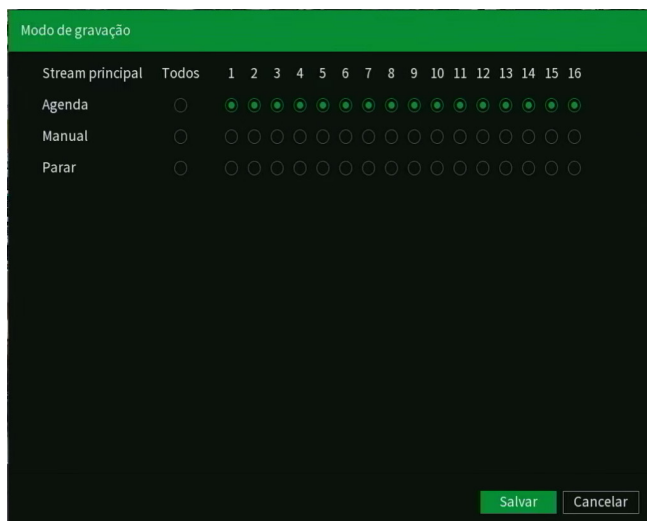 Modo de gravação
Stream principal Todos 1 2 3 4 5 6 7 8 9 10 11 12 13 14 15 16
Agenda
Manual
Parar
Salvar Cancelar